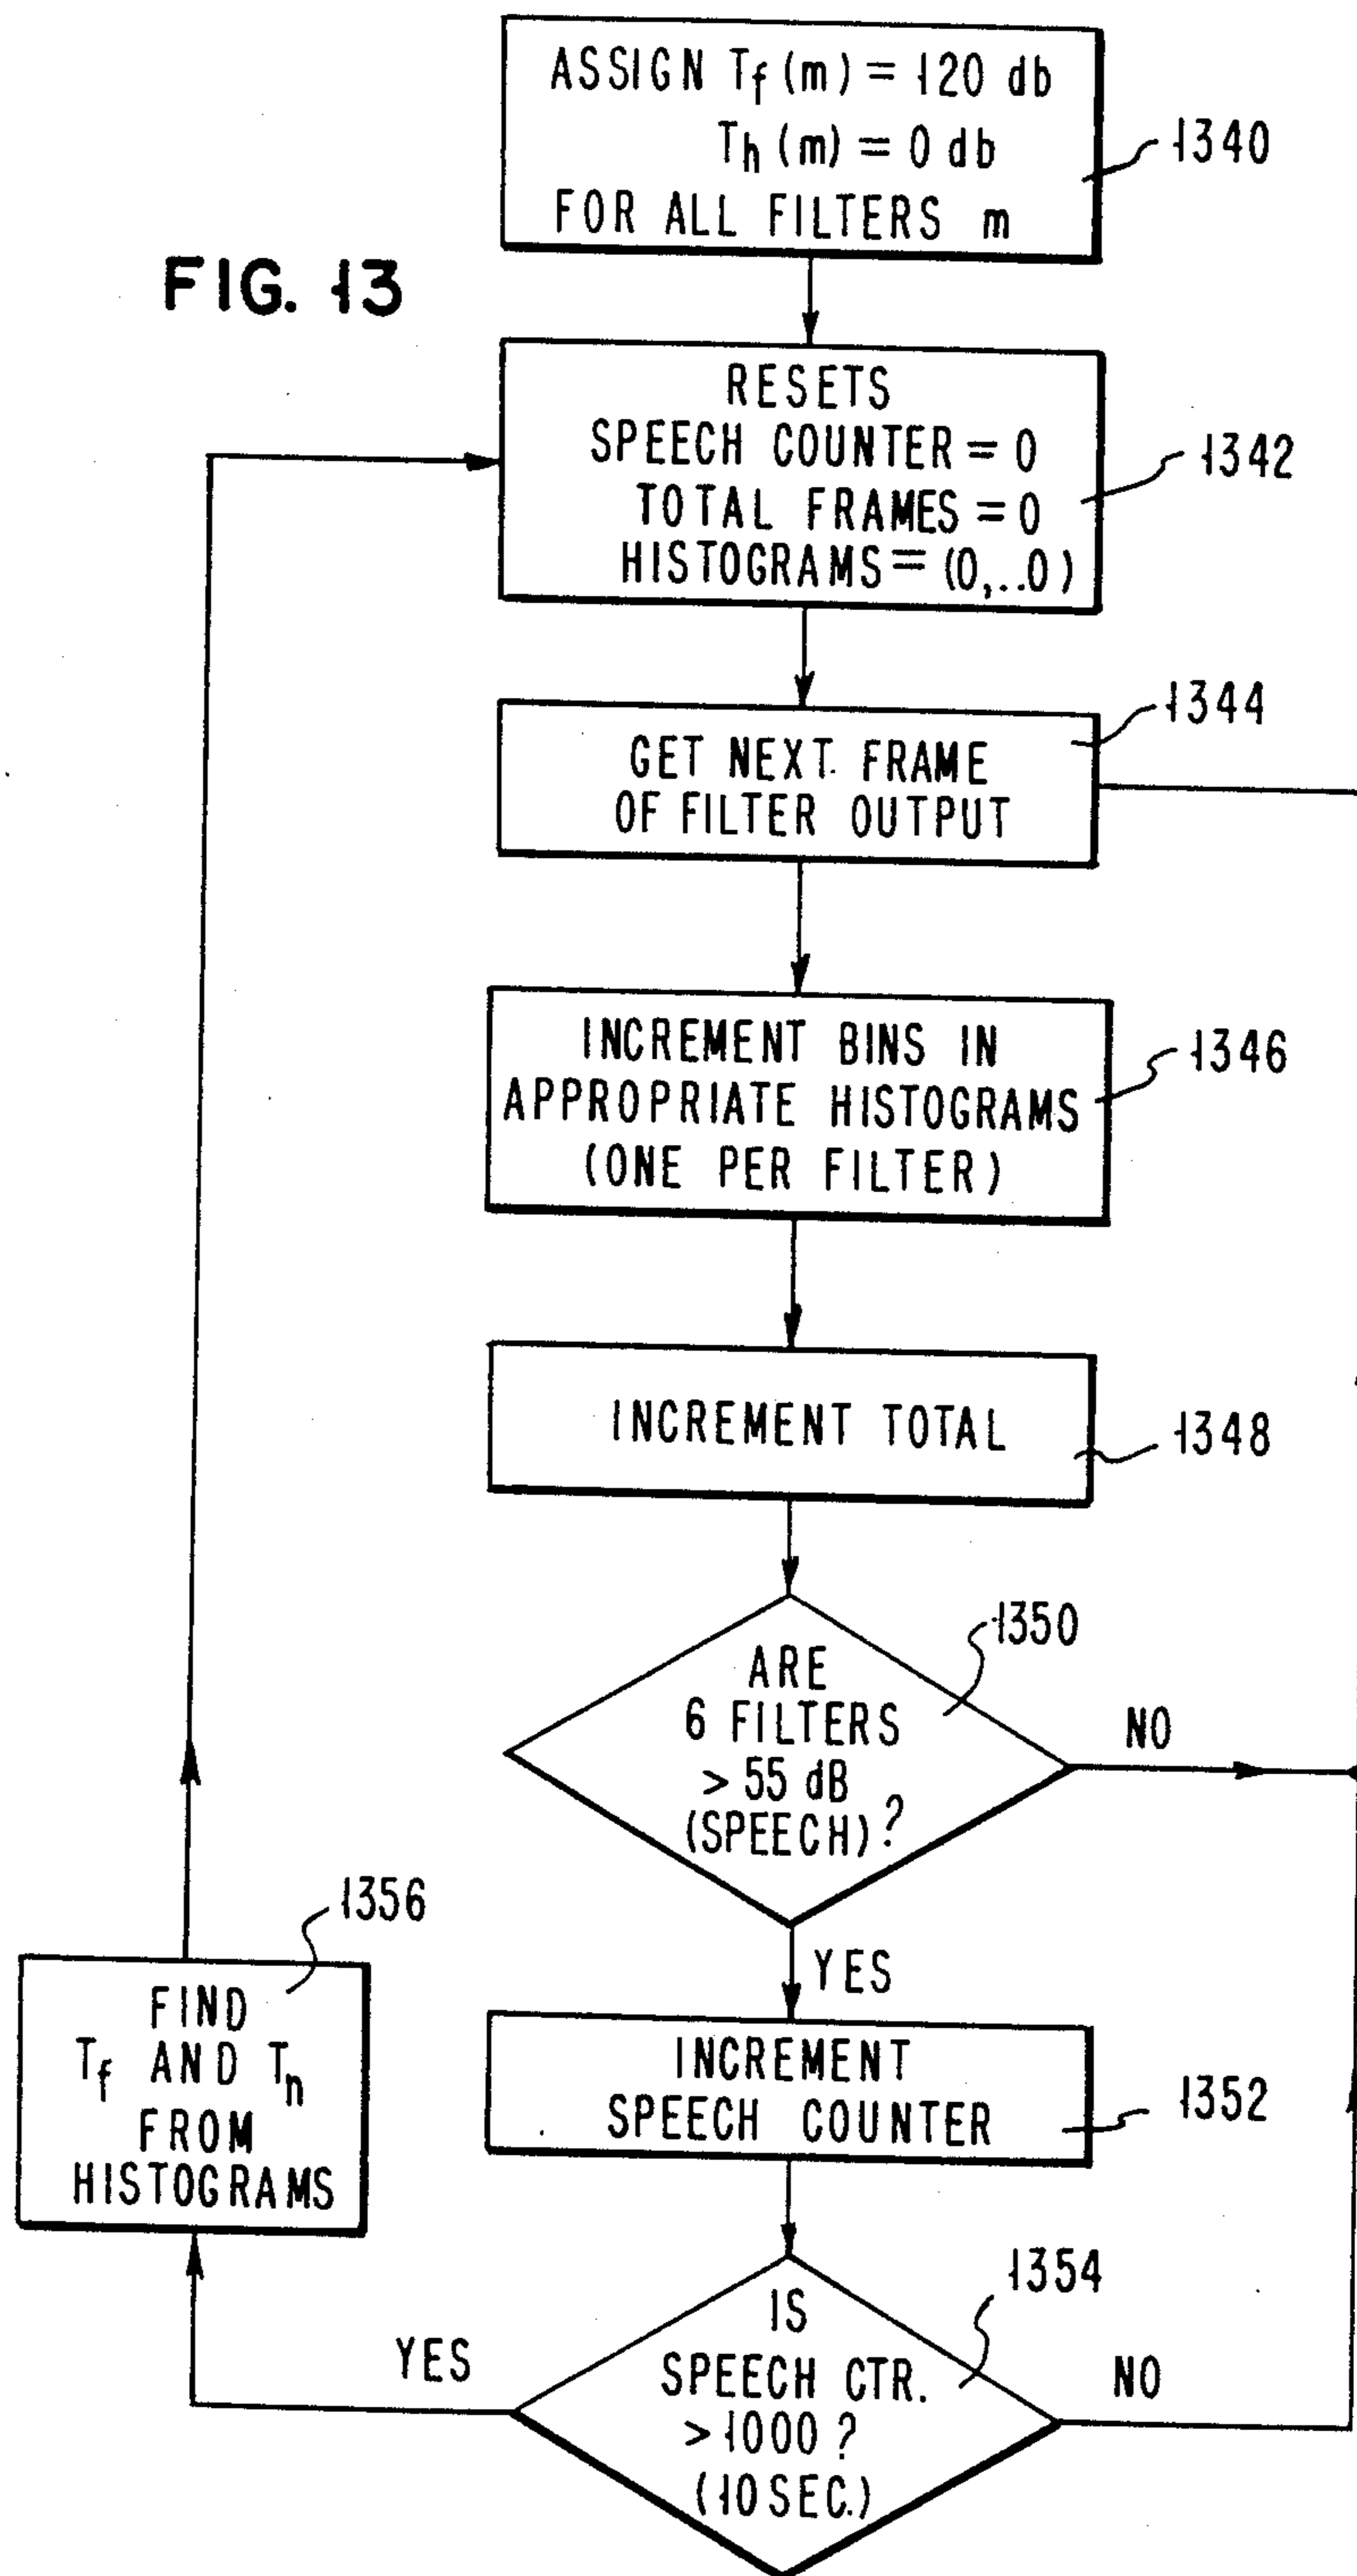 ASSIGN Tf (m) = 120 db
Th (m) = 0 db
FOR ALL FILTERS m
1340
FIG. 13
RESETS
SPEECH COUNTER = 0
TOTAL FRAMES = 0
HISTOGRAMS = (0,..0)
1342
GET NEXT FRAME
OF FILTER OUTPUT
1344
INCREMENT BINS IN
APPROPRIATE HISTOGRAMS
(ONE PER FILTER)
1346
INCREMENT TOTAL
1348
ARE
6 FILTERS
> 55 dB
(SPEECH) ?
1350
NO
YES
1356
FIND
Tf AND Tn
FROM
HISTOGRAMS
INCREMENT
SPEECH COUNTER
1352
IS
SPEECH CTR.
> 1000 ?
(10 SEC.)
1354
YES
NO